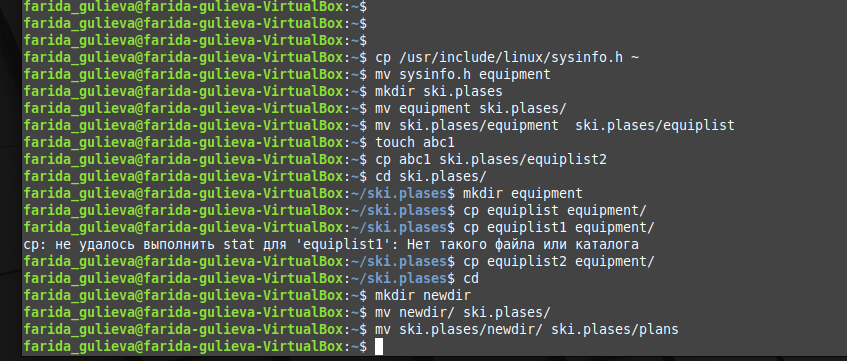 farida_gulieva@farida-gulieva-VirtualBox:~$
farida_gulieva@farida-gulieva-VirtualBox:~$
farida_gulieva@farida-gulieva-VirtualBox:~$
farida_gulieva@farida-gulieva-VirtualBox:~$ cp /usr/include/linux/sysinfo.h ~
farida_gulieva@farida-gulieva-VirtualBox:~$ mv sysinfo.h equipment
farida_gulieva@farida-gulieva-VirtualBox:~$ mkdir ski.plases
farida_gulieva@farida-gulieva-VirtualBox:~$ mv equipment ski.plases/
farida_gulieva@farida-gulieva-VirtualBox:~$ mv ski.plases/equipment  ski.plases/equiplist
farida_gulieva@farida-gulieva-VirtualBox:~$ touch abc1
farida_gulieva@farida-gulieva-VirtualBox:~$ cp abc1 ski.plases/equiplist2
farida_gulieva@farida-gulieva-VirtualBox:~$ cd ski.plases/
farida_gulieva@farida-gulieva-VirtualBox:~/ski.plases$ mkdir equipment
farida_gulieva@farida-gulieva-VirtualBox:~/ski.plases$ cp equiplist equipment/
farida_gulieva@farida-gulieva-VirtualBox:~/ski.plases$ cp equiplist1 equipment/
cp: не удалось выполнить stat для 'equiplist1': Нет такого файла или каталога
farida_gulieva@farida-gulieva-VirtualBox:~/ski.plases$ cp equiplist2 equipment/
farida_gulieva@farida-gulieva-VirtualBox:~/ski.plases$ cd
farida_gulieva@farida-gulieva-VirtualBox:~$ mkdir newdir
farida_gulieva@farida-gulieva-VirtualBox:~$ mv newdir/ ski.plases/
farida_gulieva@farida-gulieva-VirtualBox:~$ mv ski.plases/newdir/ ski.plases/plans
farida_gulieva@farida-gulieva-VirtualBox:~$